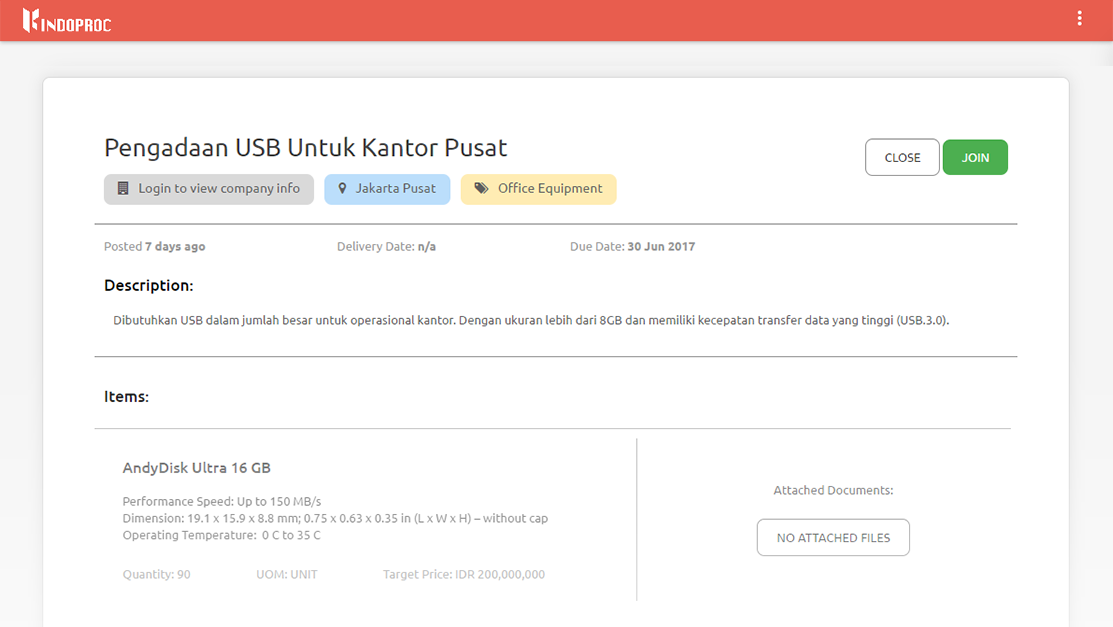 INDOPROC
Pengadaan USB Untuk Kantor Pusat
CLOSE JOIN
Login to view company info Jakarta Pusat Office Equipment
Posted 7 days ago Delivery Date: n/a Due Date: 30 Jun 2017
Description:
Dibutuhkan USB dalam jumlah besar untuk operasional kantor. Dengan ukuran lebih dari 8GB dan memiliki kecepatan transfer data yang tinggi (USB.3.0).
Items:
AndyDisk Ultra 16 GB
Performance Speed: Up to 150 MB/s
Dimension: 19.1 x 15.9 x 8.8 mm; 0.75 x 0.63 x 0.35 in (L x W x H) – without cap
Operating Temperature: 0 C to 35 C
Quantity: 90 UOM: UNIT Target Price: IDR 200,000,000
Attached Documents:
NO ATTACHED FILES